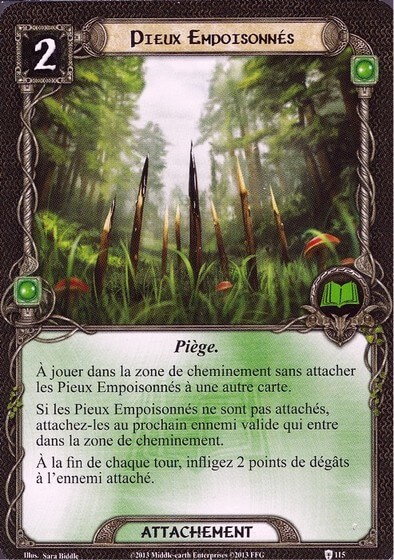 2
Pieux Empoisonnés
Piège.
À jouer dans la zone de cheminement sans attacher
les Pieux Empoisonnés à une autre carte.
Si les Pieux Empoisonnés ne sont pas attachés,
attachez-les au prochain ennemi valide qui entre
dans la zone de cheminement.
À la fin de chaque tour, infligez 2 points de dégâts
à l'ennemi attaché.
ATTACHEMENT
Illus. Sara Biddle ©2013 Middle-earth Enterprises ©2013 FFG 115